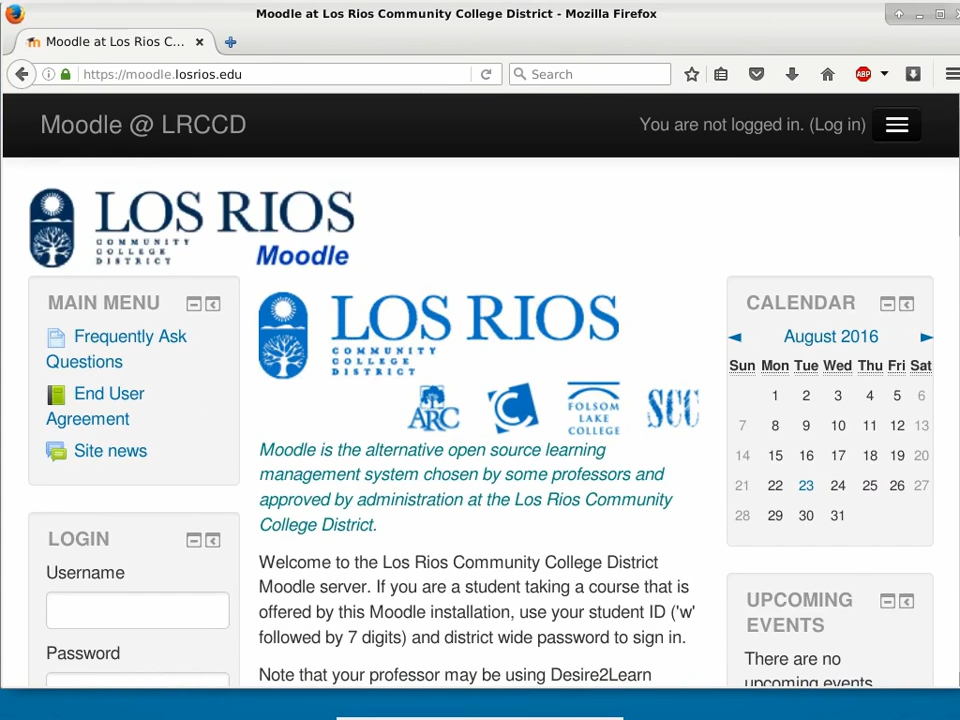 Moodle at Los Rios Community College District - Mozilla Firefox
Moodle at Los Rios C...
https://moodle.losrios.edu
Search
ABP
Moodle @ LRCCD
You are not logged in. (Log in)
LOS RIOS
COMMUNITY
COLLEGE
DISTRICT
Moodle
MAIN MENU
Frequently Ask
Questions
End User
Agreement
Site news
LOGIN
Username
Password
LOS RIOS
COMMUNITY
COLLEGE
DISTRICT
ARC
C
FOLSOM
LAKE
COLLEGE
SCC
Moodle is the alternative open source learning
management system chosen by some professors and
approved by administration at the Los Rios Community
College District.
Welcome to the Los Rios Community College District
Moodle server. If you are a student taking a course that is
offered by this Moodle installation, use your student ID ('w'
followed by 7 digits) and district wide password to sign in.
Note that your professor may be using Desire2Learn
CALENDAR
◄ August 2016 ►
Sun Mon Tue Wed Thu Fri Sat
1 2 3 4 5 6
7 8 9 10 11 12 13
14 15 16 17 18 19 20
21 22 23 24 25 26 27
28 29 30 31
UPCOMING
EVENTS
There are no
upcoming events